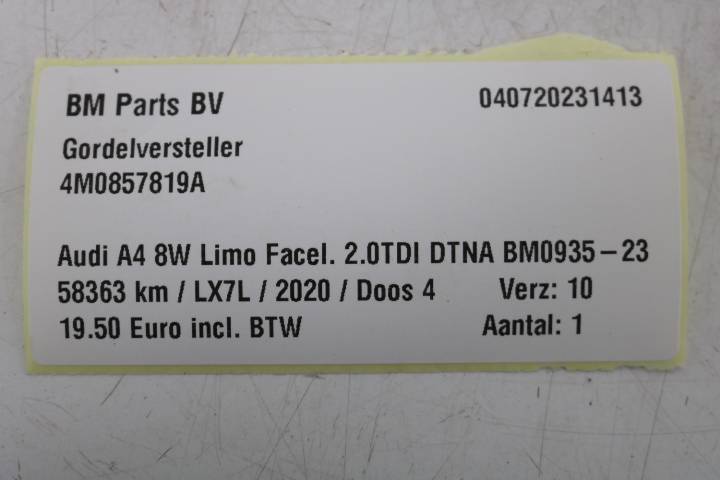 BM Parts BV 040720231413
Gordelversteller
4M0857819A
Audi A4 8W Limo Facel. 2.0TDI DTNA BM0935-23
58363 km / LX7L / 2020 / Doos 4 Verz: 10
19.50 Euro incl. BTW Aantal: 1